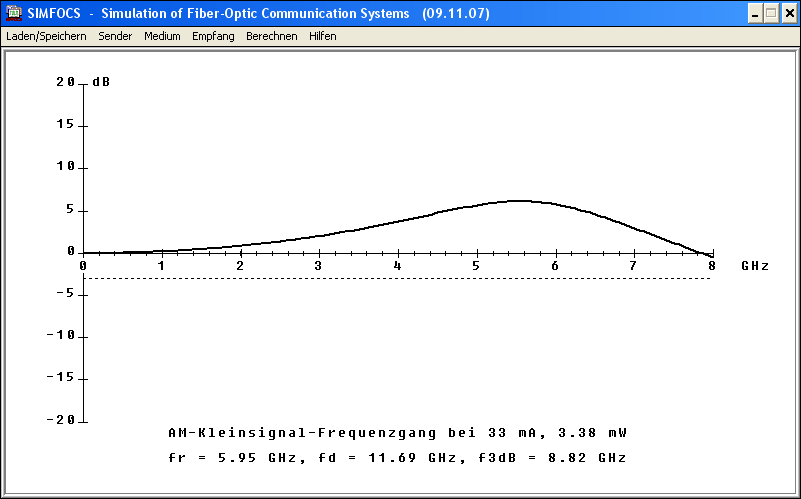 SIMFOCS - Simulation of Fiber-Optic Communication Systems (09.11.07)
Laden/Speichern Sender Medium Empfang Berechnen Hilfen
20 dB
15
10
5
0
0 1 2 3 4 5 6 7 8 GHz
-5
-10
-15
-20
AM-Kleinsignal-Frequenzgang bei 33 mA, 3.38 mW
fr = 5.95 GHz, fd = 11.69 GHz, f3dB = 8.82 GHz